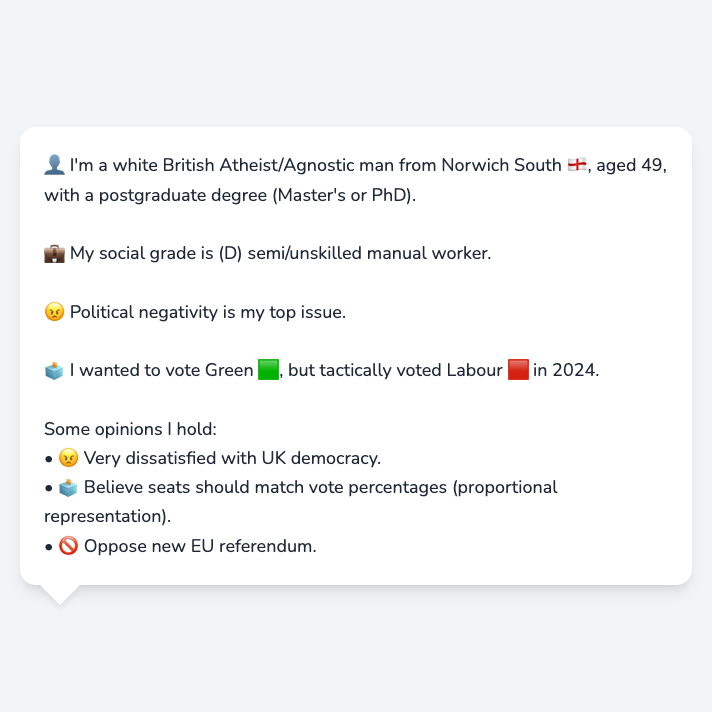 👤 I'm a white British Atheist/Agnostic man from Norwich South 🏴󠁧󠁢󠁥󠁮󠁧󠁿, aged 49,
with a postgraduate degree (Master's or PhD).
💼 My social grade is (D) semi/unskilled manual worker.
😠 Political negativity is my top issue.
🗳️ I wanted to vote Green 🟩, but tactically voted Labour 🟥 in 2024.
Some opinions I hold:
• 😠 Very dissatisfied with UK democracy.
• 🗳️ Believe seats should match vote percentages (proportional
representation).
• 🚫 Oppose new EU referendum.